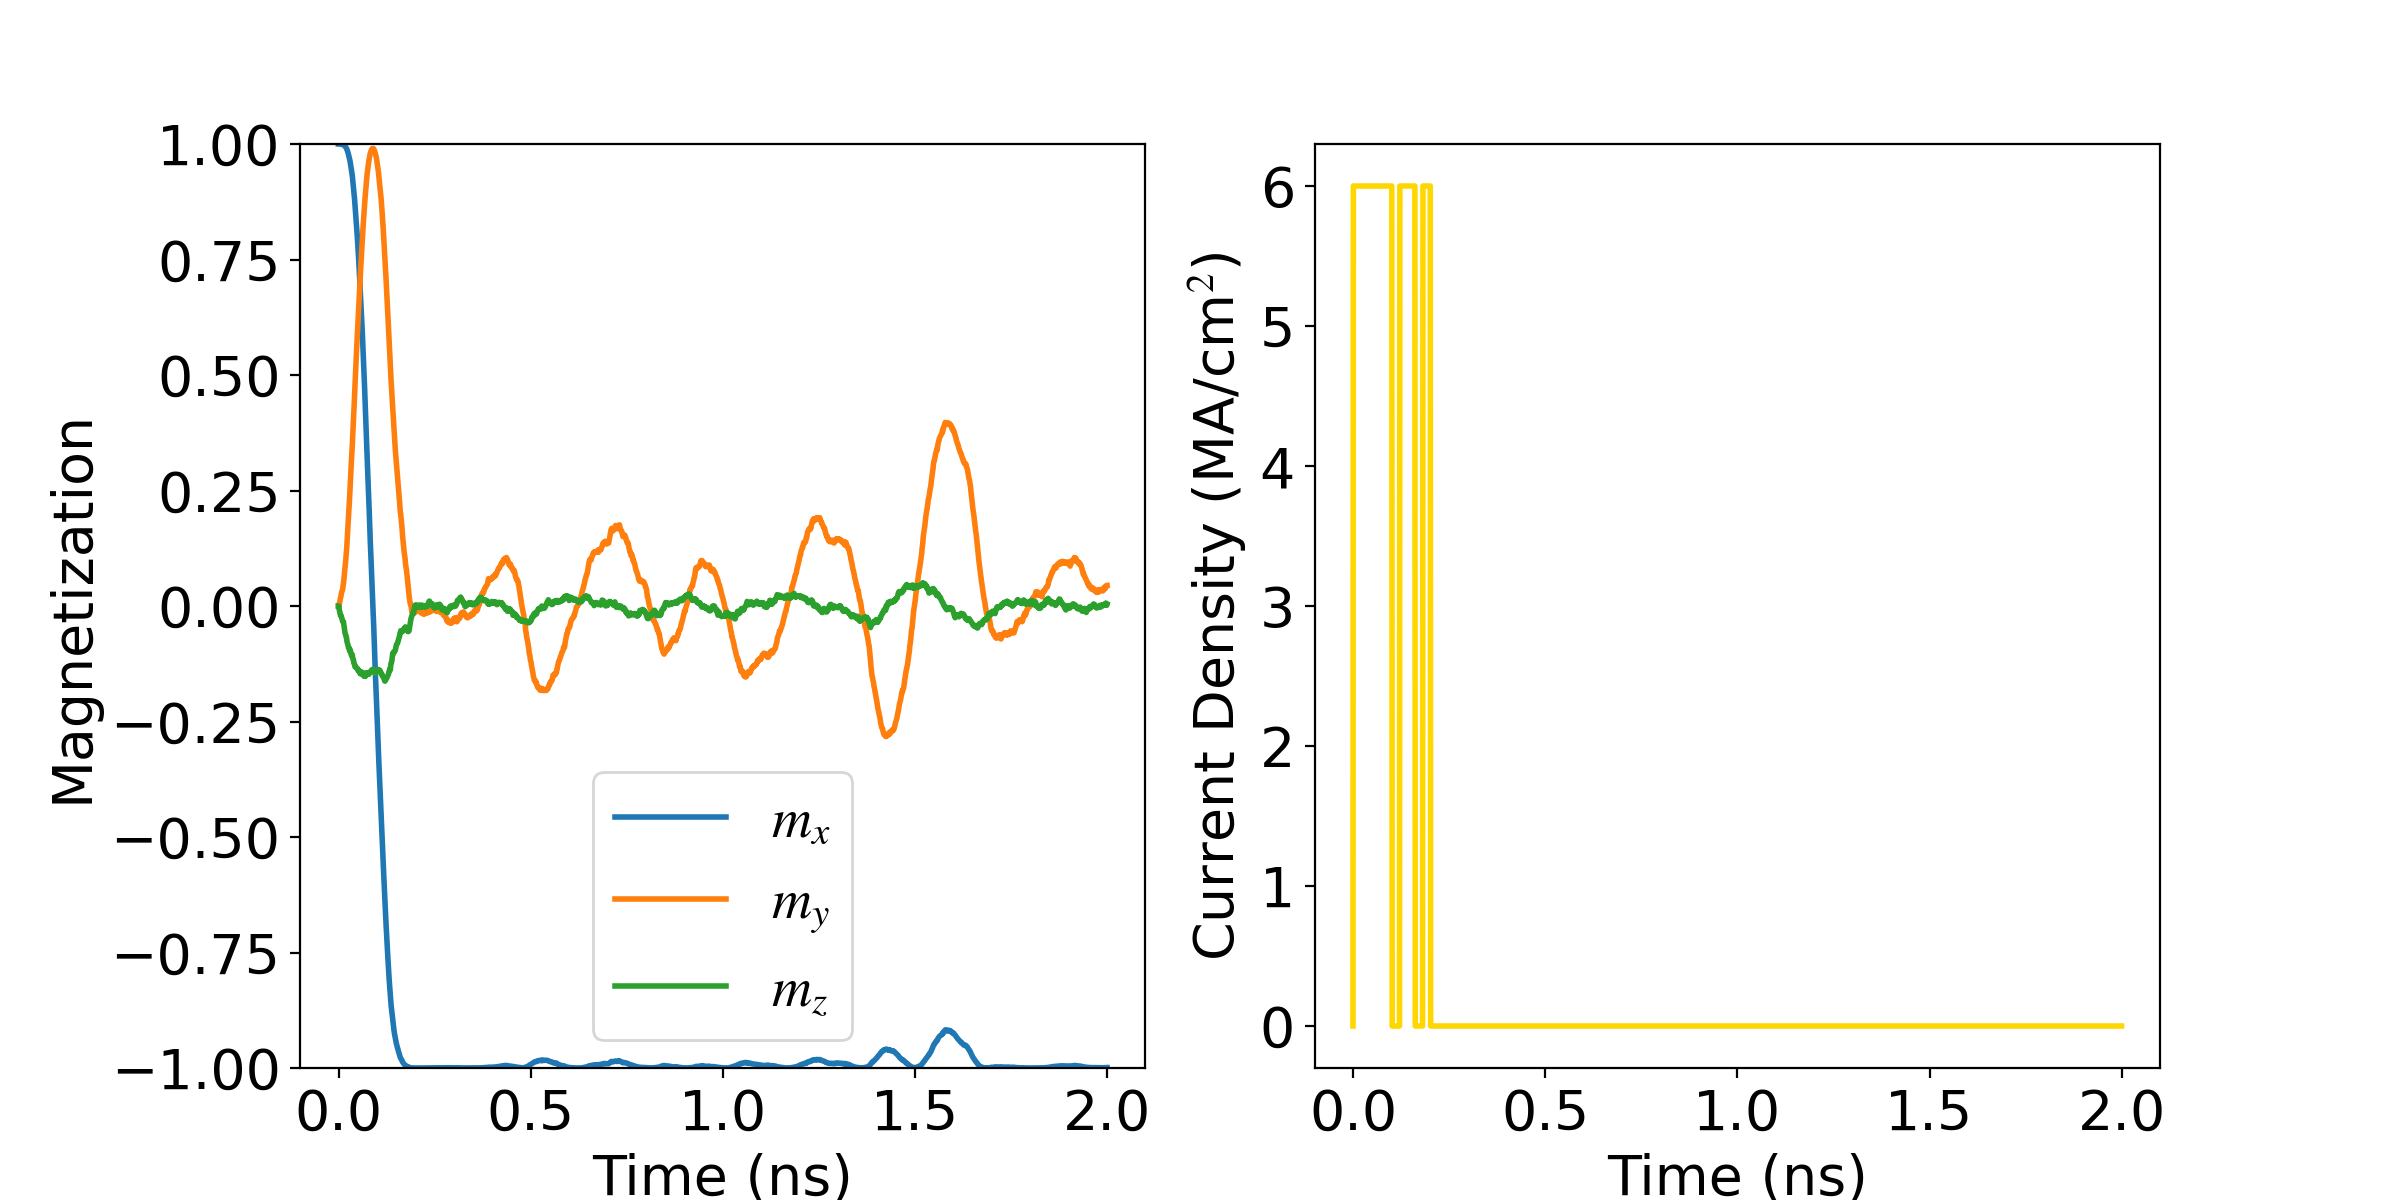 1.00
0.75
0.50
0.25
0.00
−0.25
−0.50
−0.75
−1.00
Magnetization
0.0 0.5 1.0 1.5 2.0
Time (ns)
m_x
m_y
m_z
6
5
4
3
2
1
0
Current Density (MA/cm²)
0.0 0.5 1.0 1.5 2.0
Time (ns)